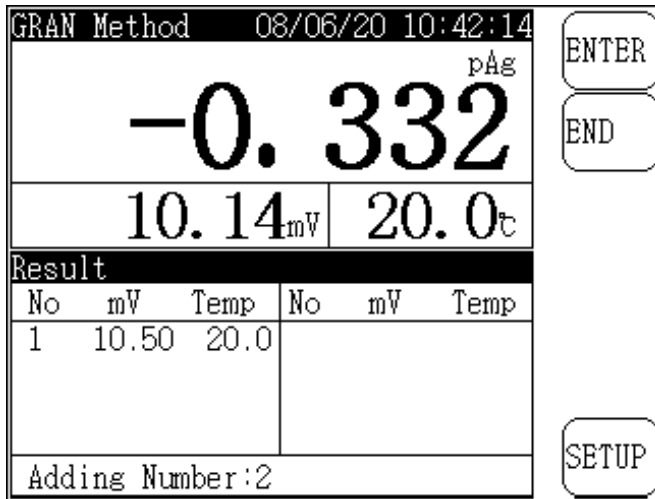 GRAN Method 08/06/20 10:42:14
pAg
-0.332
10.14mV 20.0℃
Result
No mV Temp No mV Temp
1 10.50 20.0
Adding Number:2
ENTER
END
SETUP